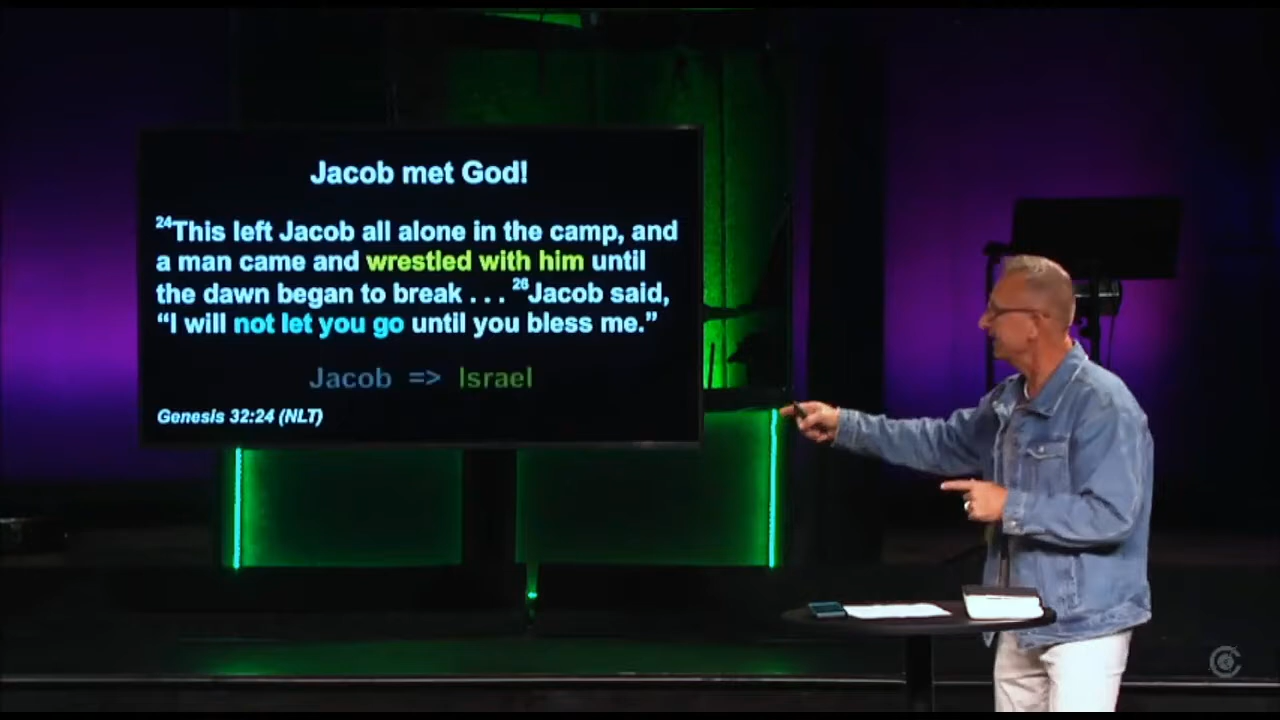 Jacob met God!
24This left Jacob all alone in the camp, and
a man came and wrestled with him until
the dawn began to break . . . 26Jacob said,
“I will not let you go until you bless me.”
Jacob => Israel
Genesis 32:24 (NLT)